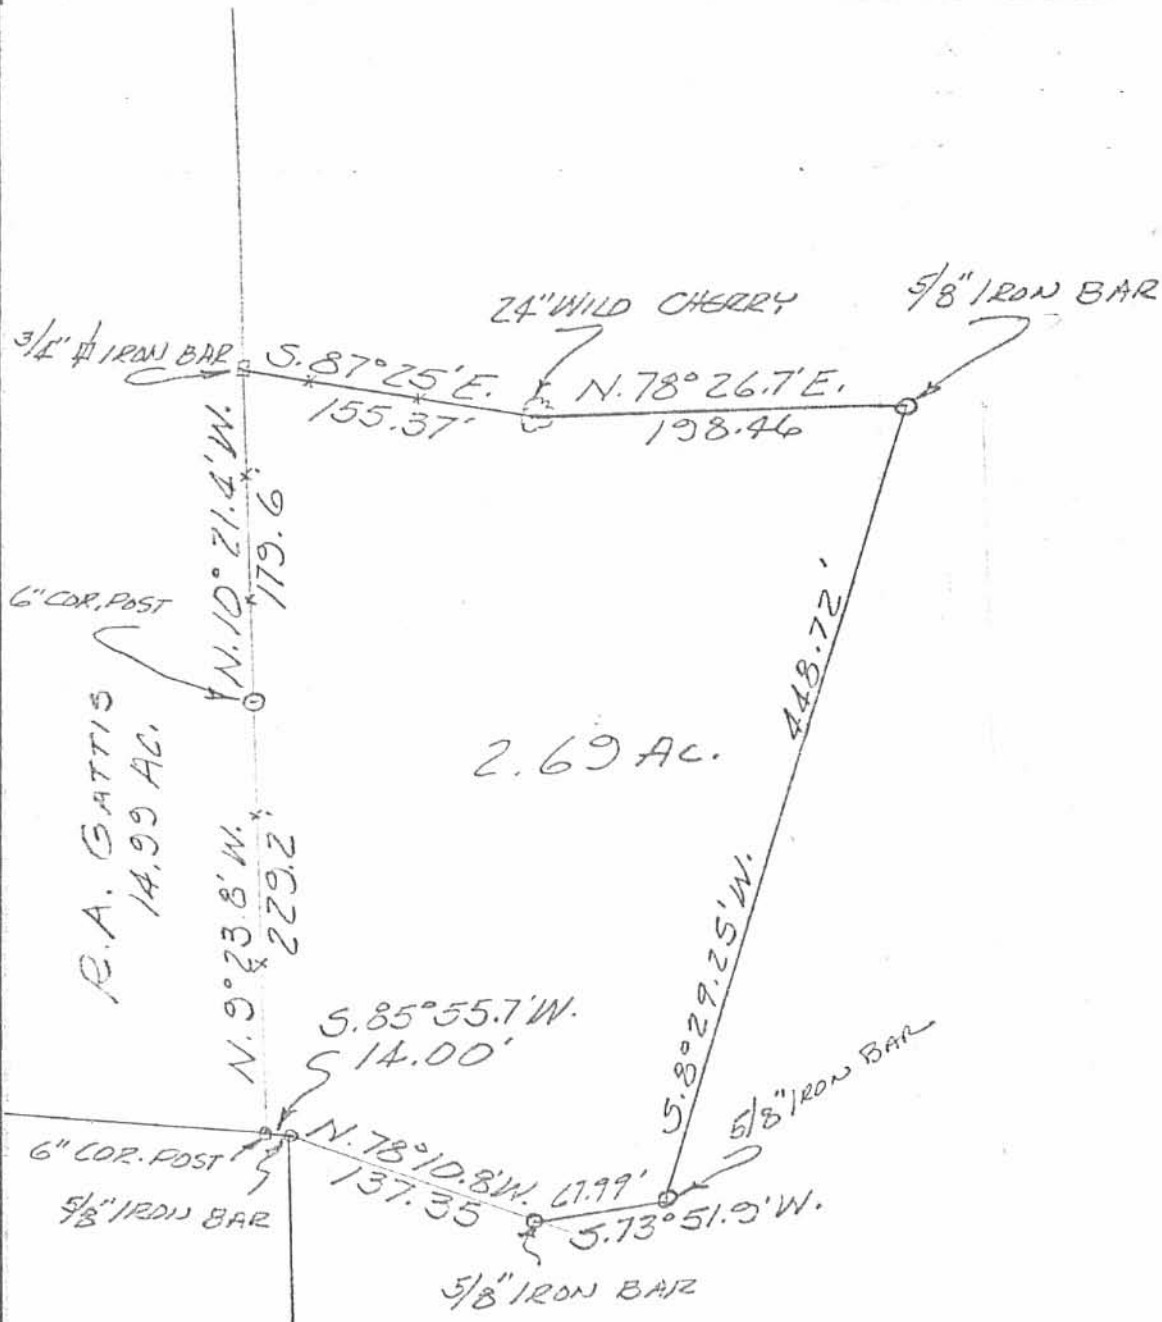 5/8" IRON BAR
24" WILD CHERRY
3/4" ⌀ IRON BAR
S. 87° 25' E.
155.37'
N. 78° 26.7' E.
198.46
N. 10° 21.4' W.
179.6
6" COR. POST
448.72'
2.69 AC.
R. A. GATTIS
14.99 AC.
N. 9° 23.8' W.
229.2
S. 8° 29.25' W.
S. 85° 55.7' W.
14.00'
5/8" IRON BAR
6" COR. POST
N. 78° 10.8' W.
137.35
67.99'
S. 73° 51.9' W.
5/8" IRON BAR
5/8" IRON BAR